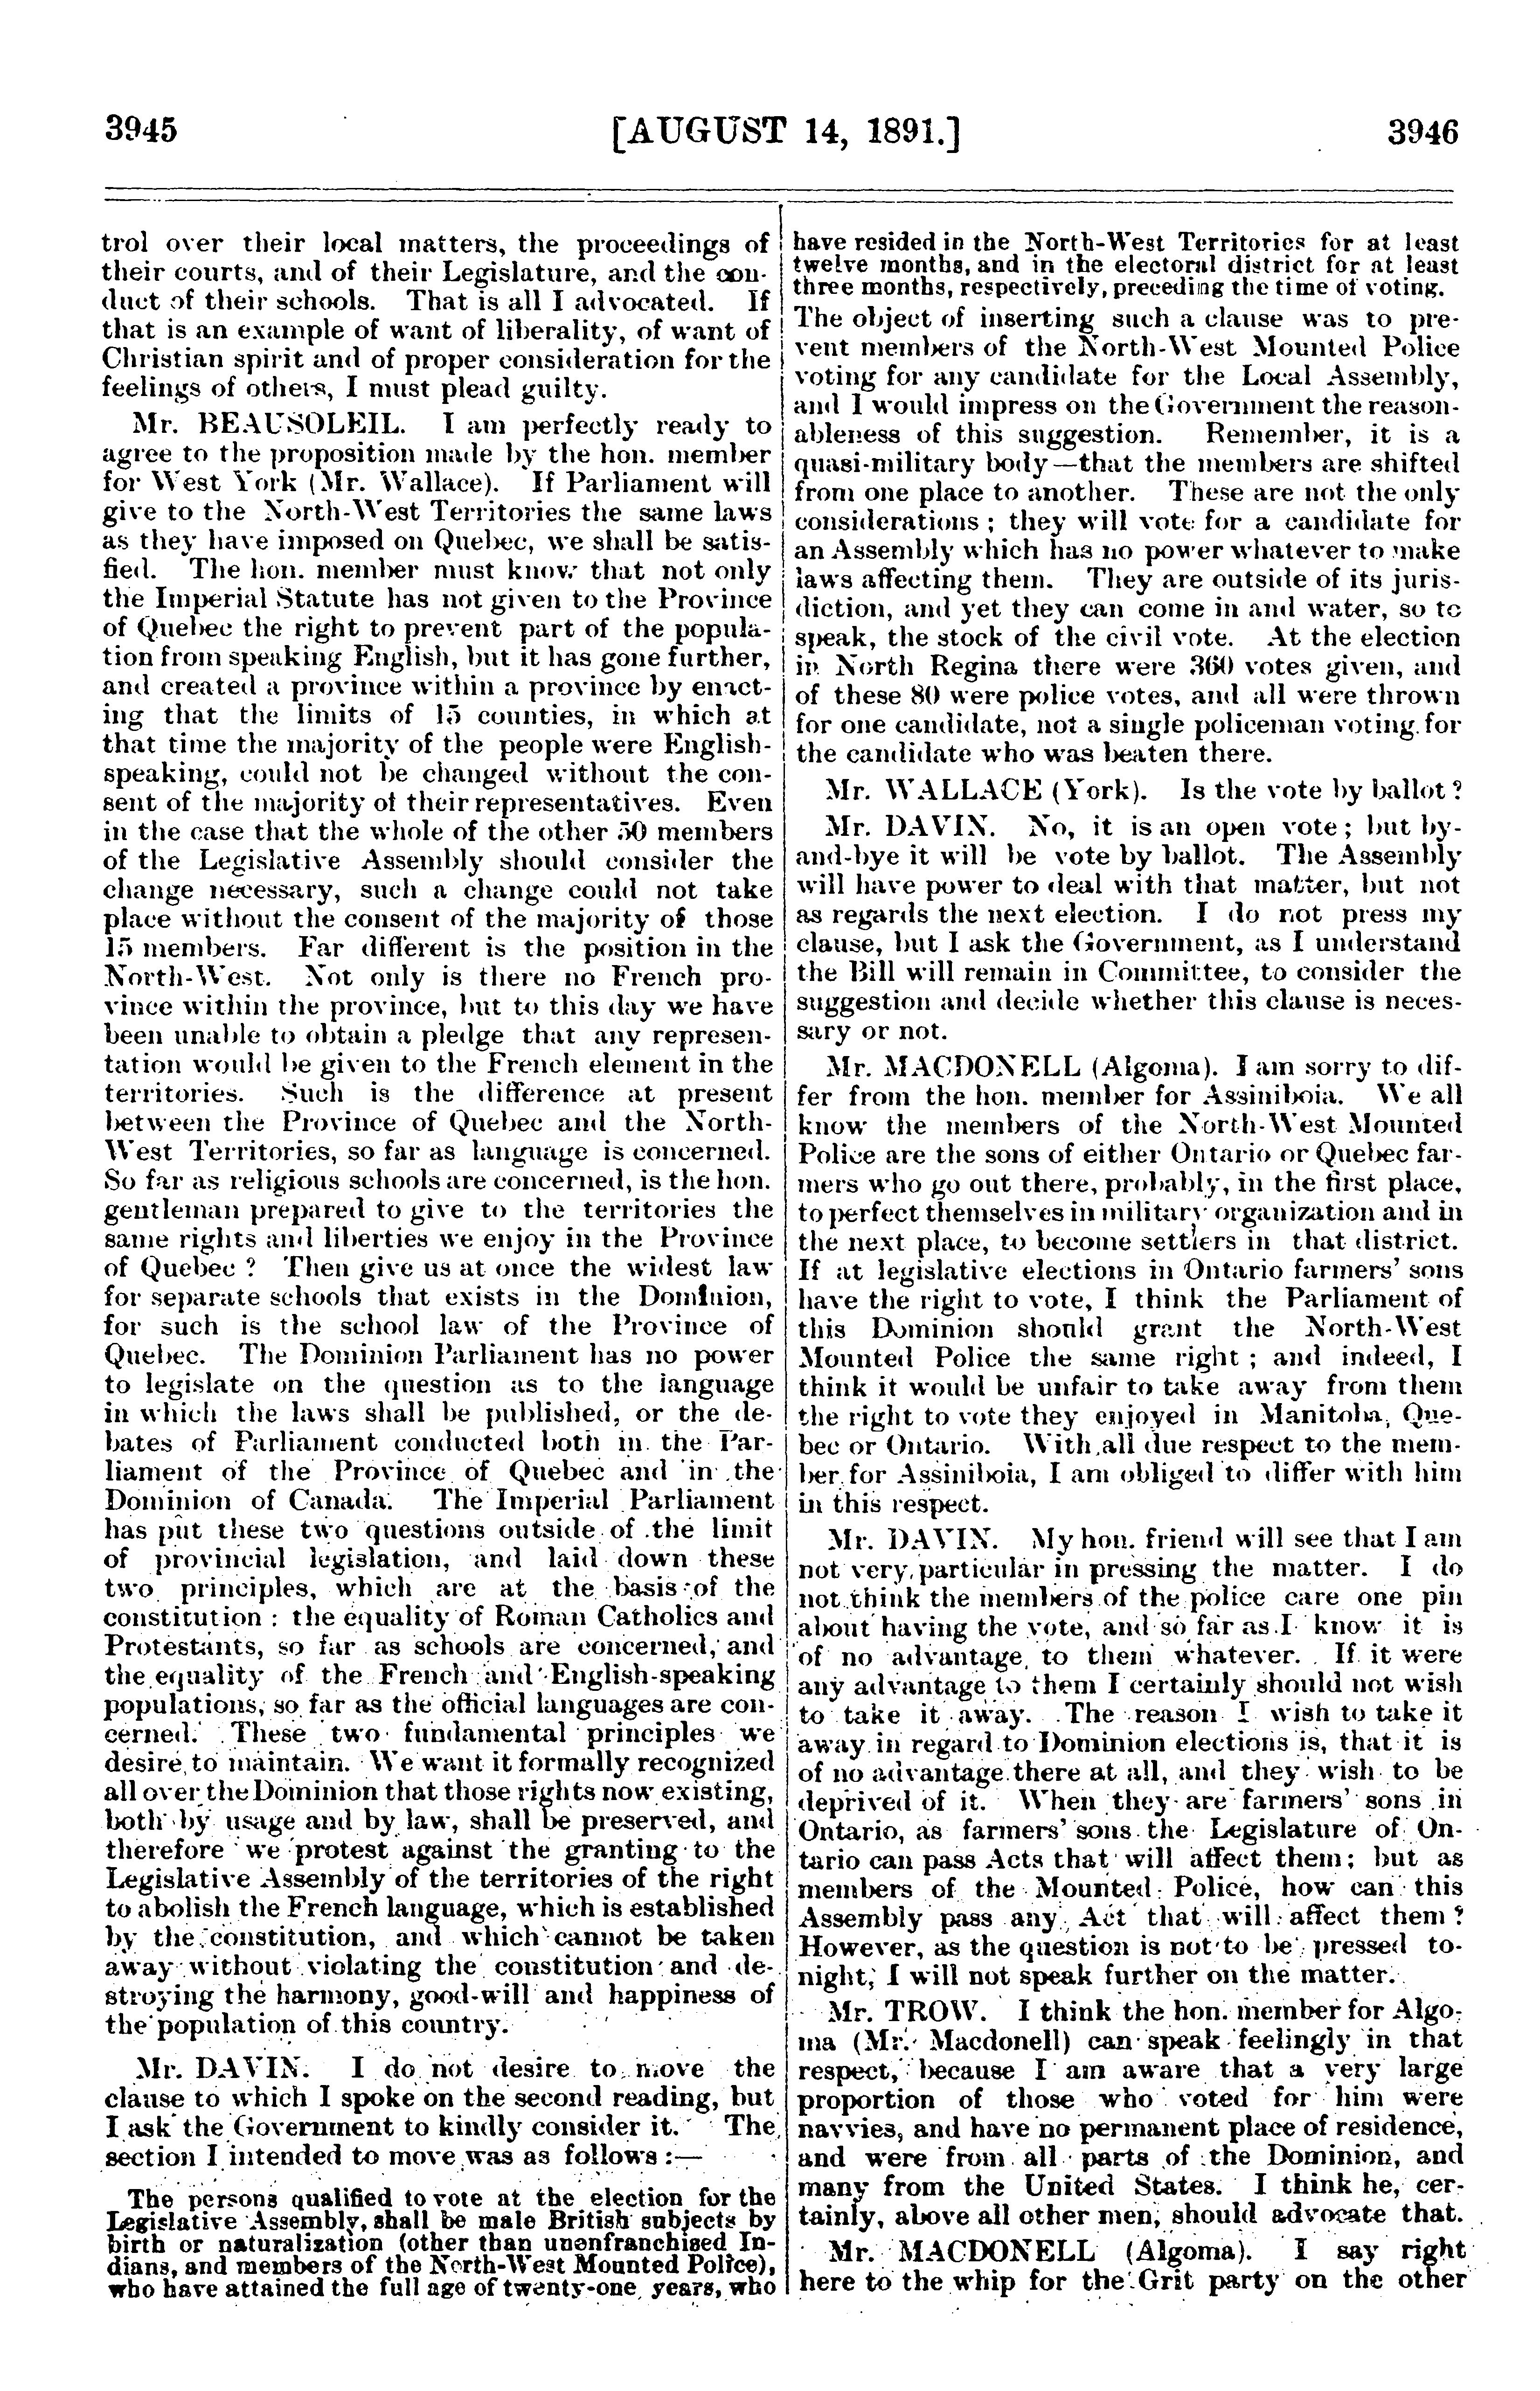 3945
[AUGUST 14, 1891.]
3946
trol over their local matters, the proceedings of
their courts, and of their Legislature, and the con-
duct of their schools. That is all I advocated. If
that is an example of want of liberality, of want of
Christian spirit and of proper consideration for the
feelings of others, I must plead guilty.
Mr. BEAUSOLEIL. I am perfectly ready to
agree to the proposition made by the hon. member
for West York (Mr. Wallace). If Parliament will
give to the North-West Territories the same laws
as they have imposed on Quebec, we shall be satis-
fied. The hon. member must know that not only
the Imperial Statute has not given to the Province
of Quebec the right to prevent part of the popula-
tion from speaking English, but it has gone further,
and created a province within a province by enact-
ing that the limits of 15 counties, in which at
that time the majority of the people were English-
speaking, could not be changed without the con-
sent of the majority of their representatives. Even
in the case that the whole of the other 50 members
of the Legislative Assembly should consider the
change necessary, such a change could not take
place without the consent of the majority of those
15 members. Far different is the position in the
North-West. Not only is there no French pro-
vince within the province, but to this day we have
been unable to obtain a pledge that any represen-
tation would be given to the French element in the
territories. Such is the difference at present
between the Province of Quebec and the North-
West Territories, so far as language is concerned.
So far as religious schools are concerned, is the hon.
gentleman prepared to give to the territories the
same rights and liberties we enjoy in the Province
of Quebec ? Then give us at once the widest law
for separate schools that exists in the Dominion,
for such is the school law of the Province of
Quebec. The Dominion Parliament has no power
to legislate on the question as to the language
in which the laws shall be published, or the de-
bates of Parliament conducted both in the Par-
liament of the Province of Quebec and in the
Dominion of Canada. The Imperial Parliament
has put these two questions outside of the limit
of provincial legislation, and laid down these
two principles, which are at the basis of the
constitution : the equality of Roman Catholics and
Protestants, so far as schools are concerned, and
the equality of the French and English-speaking
populations, so far as the official languages are con-
cerned. These two fundamental principles we
desire to maintain. We want it formally recognized
all over the Dominion that those rights now existing,
both by usage and by law, shall be preserved, and
therefore we protest against the granting to the
Legislative Assembly of the territories of the right
to abolish the French language, which is established
by the constitution, and which cannot be taken
away without violating the constitution and de-
stroying the harmony, good-will and happiness of
the population of this country.
Mr. DAVIN. I do not desire to move the
clause to which I spoke on the second reading, but
I ask the Government to kindly consider it. The
section I intended to move was as follows :—
The persons qualified to vote at the election for the
Legislative Assembly, shall be male British subjects by
birth or naturalization (other than unenfranchised In-
dians, and members of the North-West Mounted Police),
who have attained the full age of twenty-one years, who
have resided in the North-West Territories for at least
twelve months, and in the electoral district for at least
three months, respectively, preceding the time of voting.
The object of inserting such a clause was to pre-
vent members of the North-West Mounted Police
voting for any candidate for the Local Assembly,
and I would impress on the Government the reason-
ableness of this suggestion. Remember, it is a
quasi-military body—that the members are shifted
from one place to another. These are not the only
considerations ; they will vote for a candidate for
an Assembly which has no power whatever to make
laws affecting them. They are outside of its juris-
diction, and yet they can come in and water, so to
speak, the stock of the civil vote. At the election
in North Regina there were 360 votes given, and
of these 80 were police votes, and all were thrown
for one candidate, not a single policeman voting for
the candidate who was beaten there.
Mr. WALLACE (York). Is the vote by ballot ?
Mr. DAVIN. No, it is an open vote ; but by-
and-bye it will be vote by ballot. The Assembly
will have power to deal with that matter, but not
as regards the next election. I do not press my
clause, but I ask the Government, as I understand
the Bill will remain in Committee, to consider the
suggestion and decide whether this clause is neces-
sary or not.
Mr. MACDONELL (Algoma). I am sorry to dif-
fer from the hon. member for Assiniboia. We all
know the members of the North-West Mounted
Police are the sons of either Ontario or Quebec far-
mers who go out there, probably, in the first place,
to perfect themselves in military organization and in
the next place, to become settlers in that district.
If at legislative elections in Ontario farmers' sons
have the right to vote, I think the Parliament of
this Dominion should grant the North-West
Mounted Police the same right ; and indeed, I
think it would be unfair to take away from them
the right to vote they enjoyed in Manitoba, Que-
bec or Ontario. With all due respect to the mem-
ber for Assiniboia, I am obliged to differ with him
in this respect.
Mr. DAVIN. My hon. friend will see that I am
not very particular in pressing the matter. I do
not think the members of the police care one pin
about having the vote, and so far as I know it is
of no advantage to them whatever. If it were
any advantage to them I certainly should not wish
to take it away. The reason I wish to take it
away in regard to Dominion elections is, that it is
of no advantage there at all, and they wish to be
deprived of it. When they are farmers' sons in
Ontario, as farmers' sons the Legislature of On-
tario can pass Acts that will affect them ; but as
members of the Mounted Police, how can this
Assembly pass any Act that will affect them ?
However, as the question is not to be pressed to-
night, I will not speak further on the matter.
Mr. TROW. I think the hon. member for Algo-
ma (Mr. Macdonell) can speak feelingly in that
respect, because I am aware that a very large
proportion of those who voted for him were
navvies, and have no permanent place of residence,
and were from all parts of the Dominion, and
many from the United States. I think he, cer-
tainly, above all other men, should advocate that.
Mr. MACDONELL (Algoma). I say right
here to the whip for the Grit party on the other